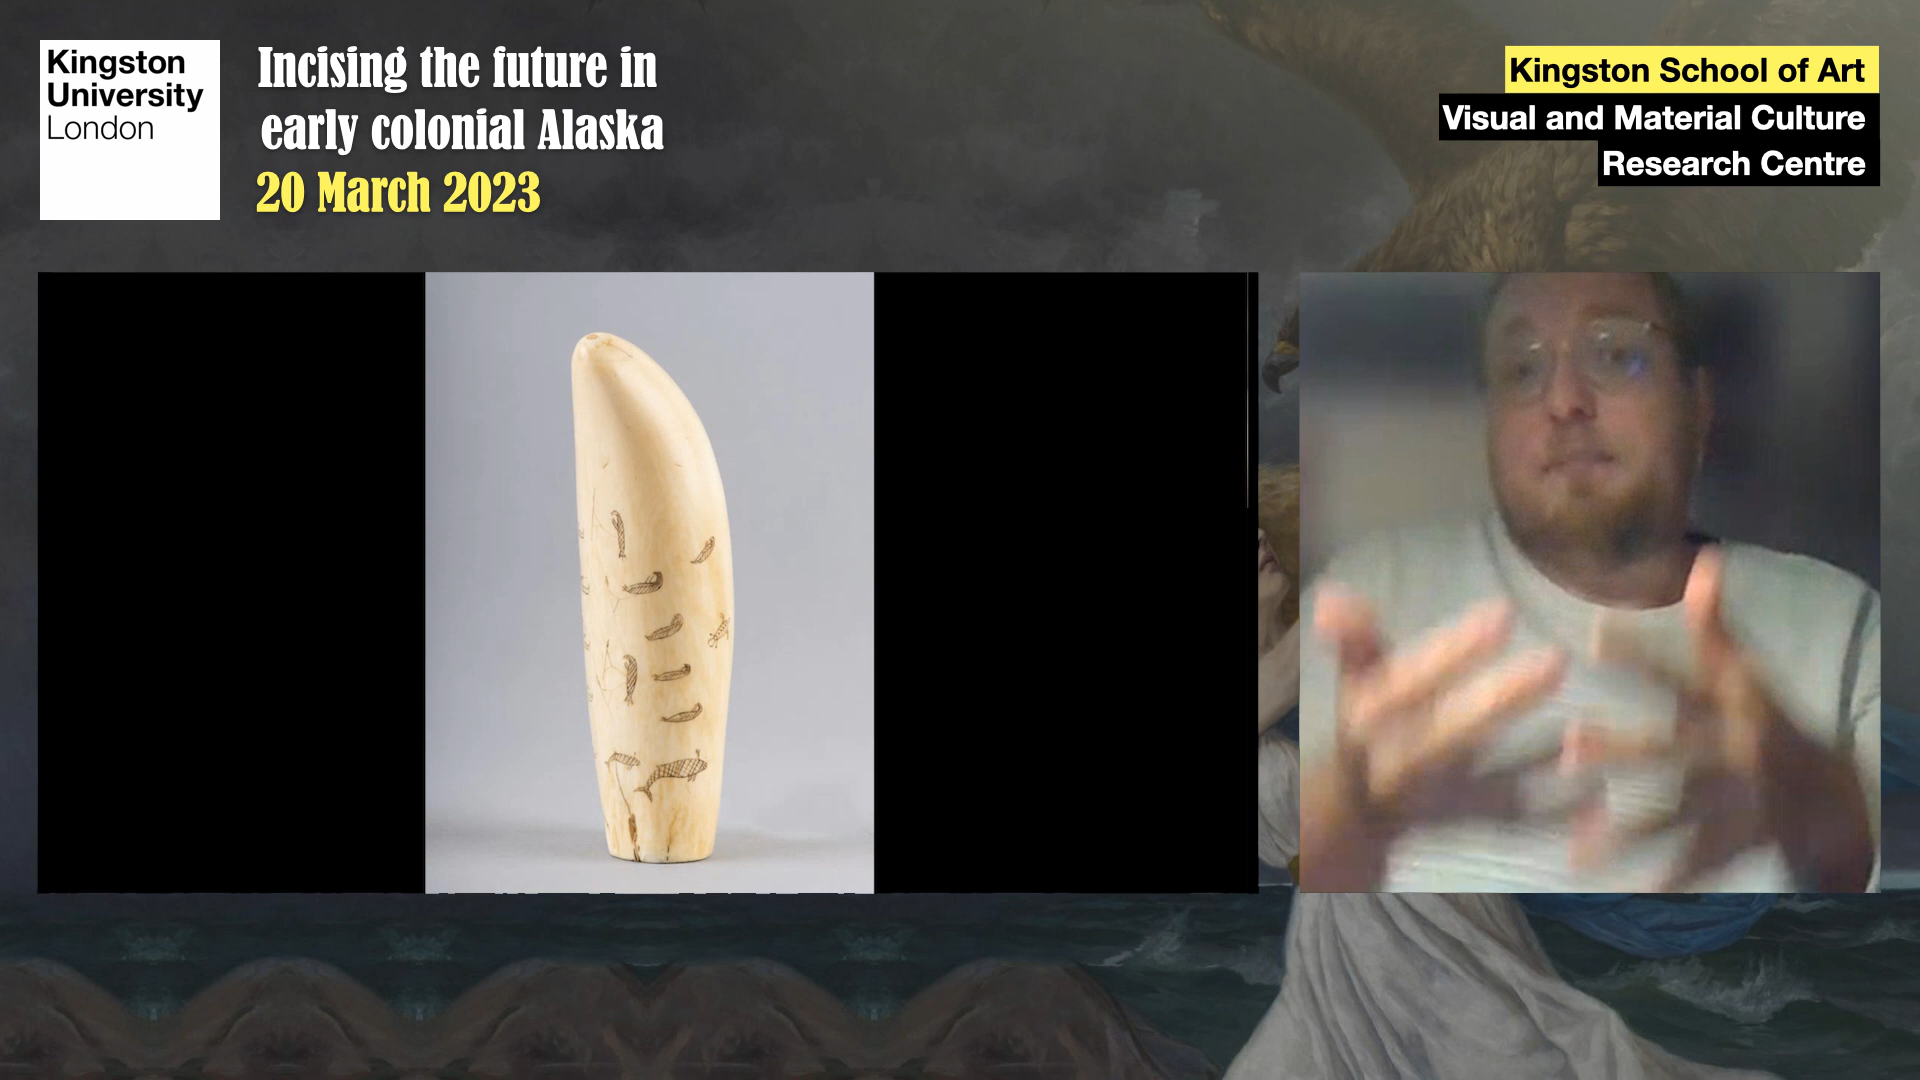 Kingston
University
London
Incising the future in
early colonial Alaska
20 March 2023
Kingston School of Art
Visual and Material Culture
Research Centre